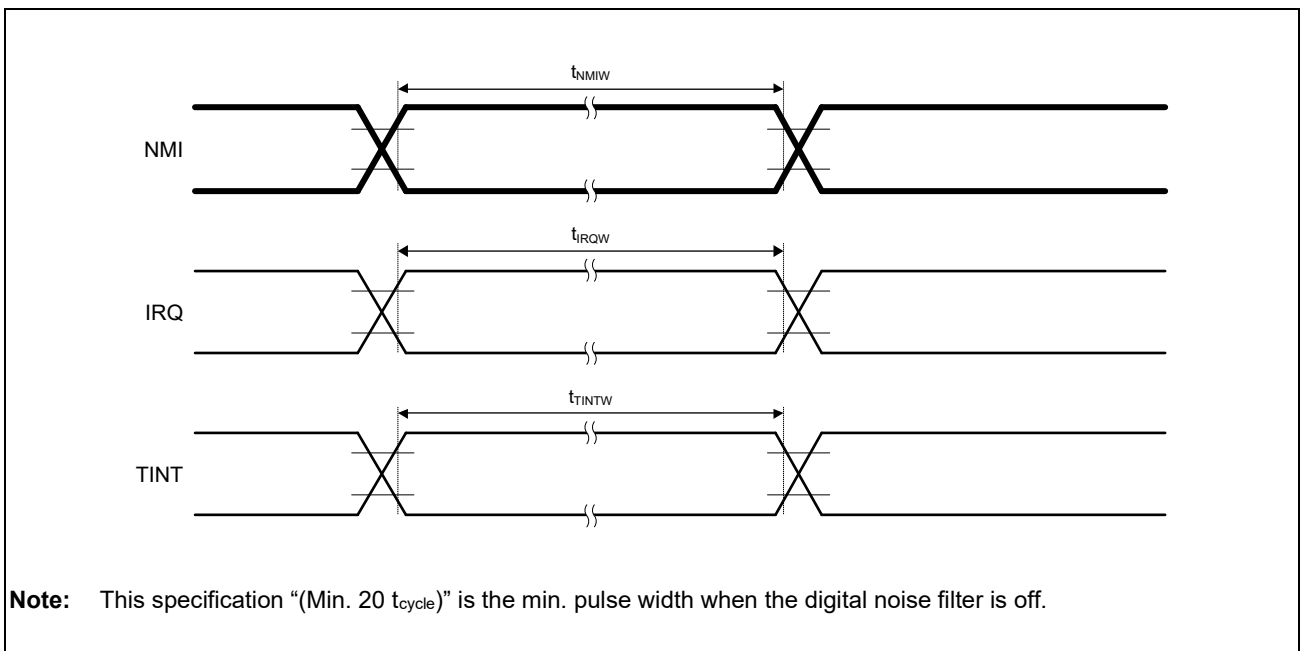 tNMIW
NMI
tIRQW
IRQ
tTINTW
TINT
Note: This specification “(Min. 20 tcycle)” is the min. pulse width when the digital noise filter is off.